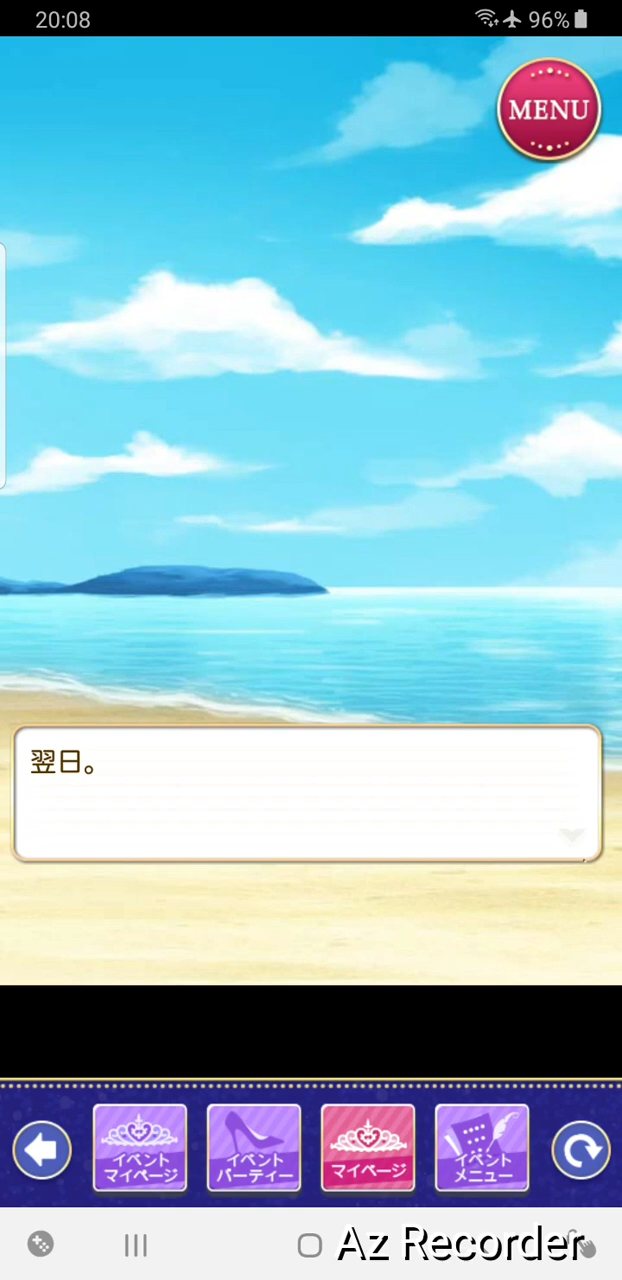 20:08
96%
MENU
翌日。
イベント
マイページ
イベント
パーティー
マイページ
イベント
メニュー
Az Recorder